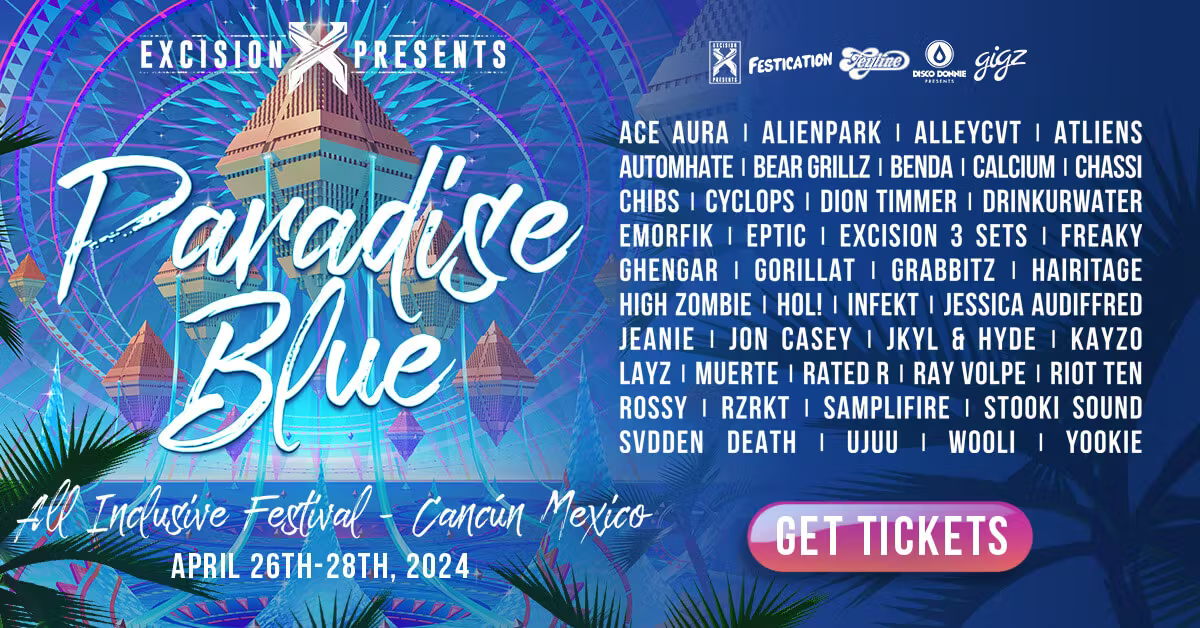 EXCISION X PRESENTS
Paradise
Blue
All Inclusive Festival - Cancún Mexico
APRIL 26TH-28TH, 2024
EXCISION PRESENTS FESTICATION Feyline DISCO DONNIE PRESENTS gigz
ACE AURA | ALIENPARK | ALLEYCVT | ATLIENS
AUTOMHATE | BEAR GRILLZ | BENDA | CALCIUM | CHASSI
CHIBS | CYCLOPS | DION TIMMER | DRINKURWATER
EMORFIK | EPTIC | EXCISION 3 SETS | FREAKY
GHENGAR | GORILLAT | GRABBITZ | HAIRITAGE
HIGH ZOMBIE | HOL! | INFEKT | JESSICA AUDIFFRED
JEANIE | JON CASEY | JKYL & HYDE | KAYZO
LAYZ | MUERTE | RATED R | RAY VOLPE | RIOT TEN
ROSSY | RZRKT | SAMPLIFIRE | STOOKI SOUND
SVDDEN DEATH | UJUU | WOOLI | YOOKIE
GET TICKETS